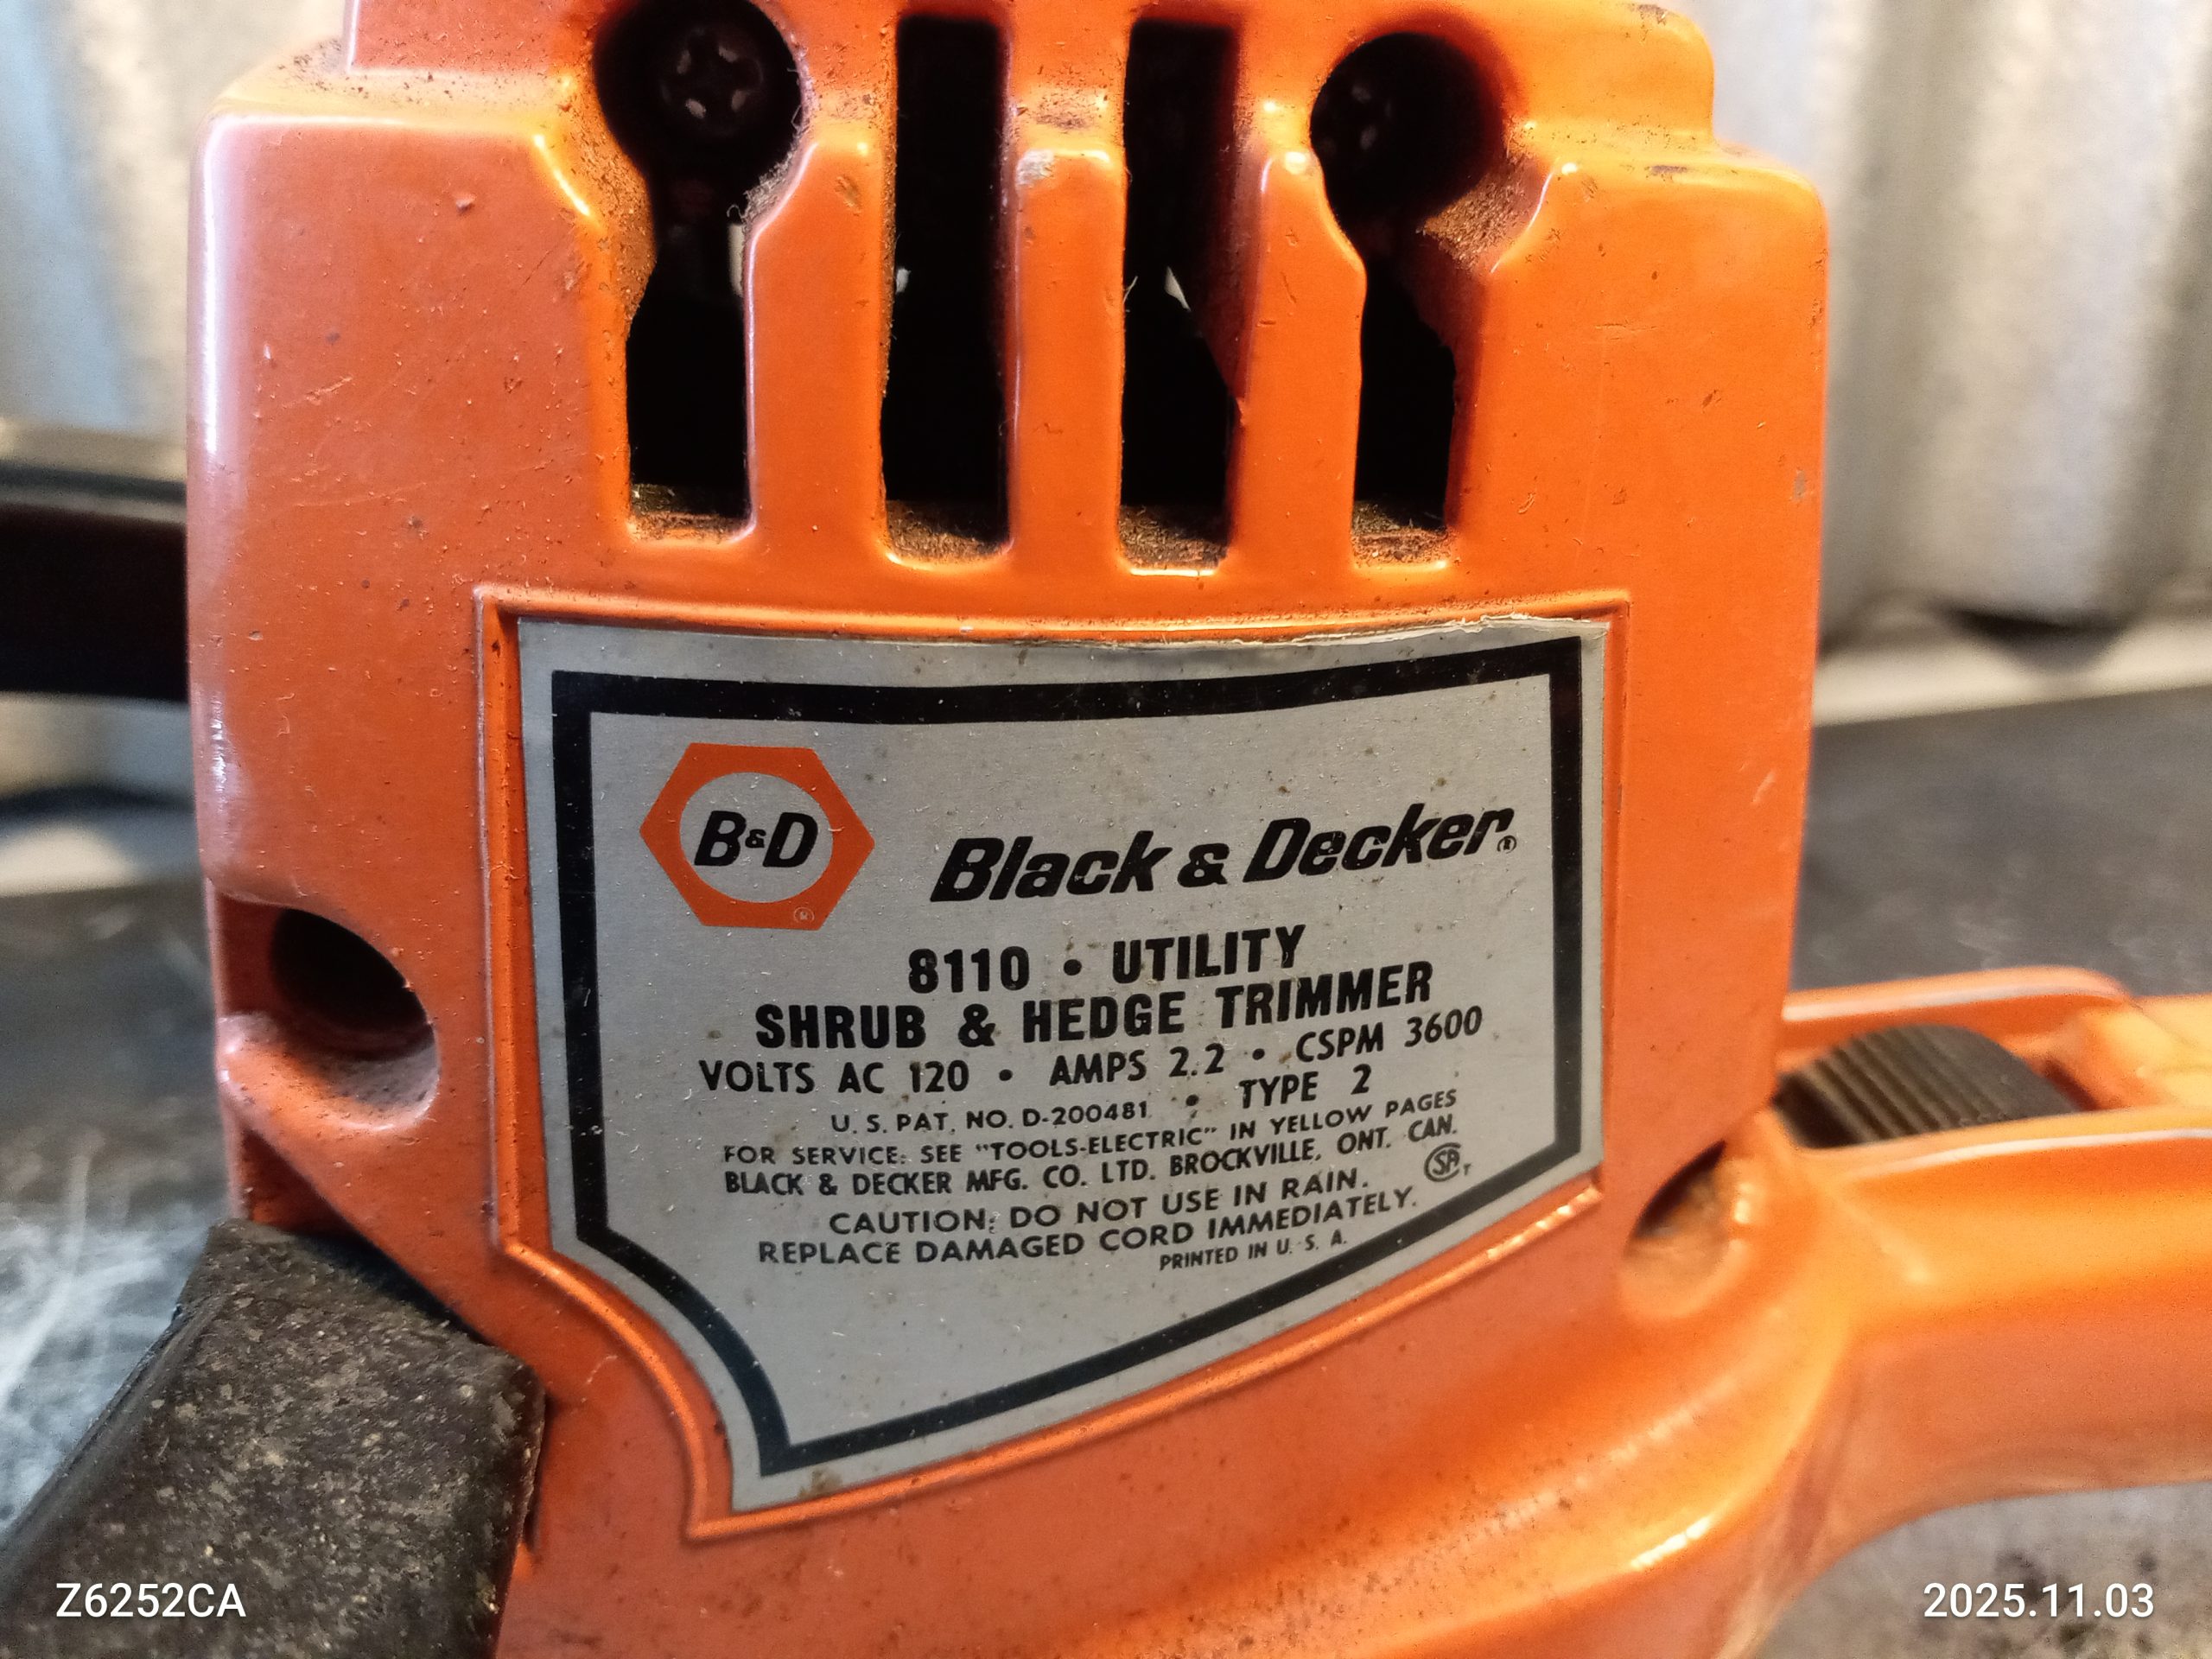 B&D
®
Black & Decker®
8110 • UTILITY
SHRUB & HEDGE TRIMMER
VOLTS AC 120 • AMPS 2.2 • CSPM 3600
U. S. PAT. NO. D-200481 • TYPE 2
FOR SERVICE: SEE "TOOLS-ELECTRIC" IN YELLOW PAGES
BLACK & DECKER MFG. CO. LTD. BROCKVILLE, ONT. CAN.
CAUTION: DO NOT USE IN RAIN.
REPLACE DAMAGED CORD IMMEDIATELY.
PRINTED IN U. S. A.
Z6252CA
2025.11.03